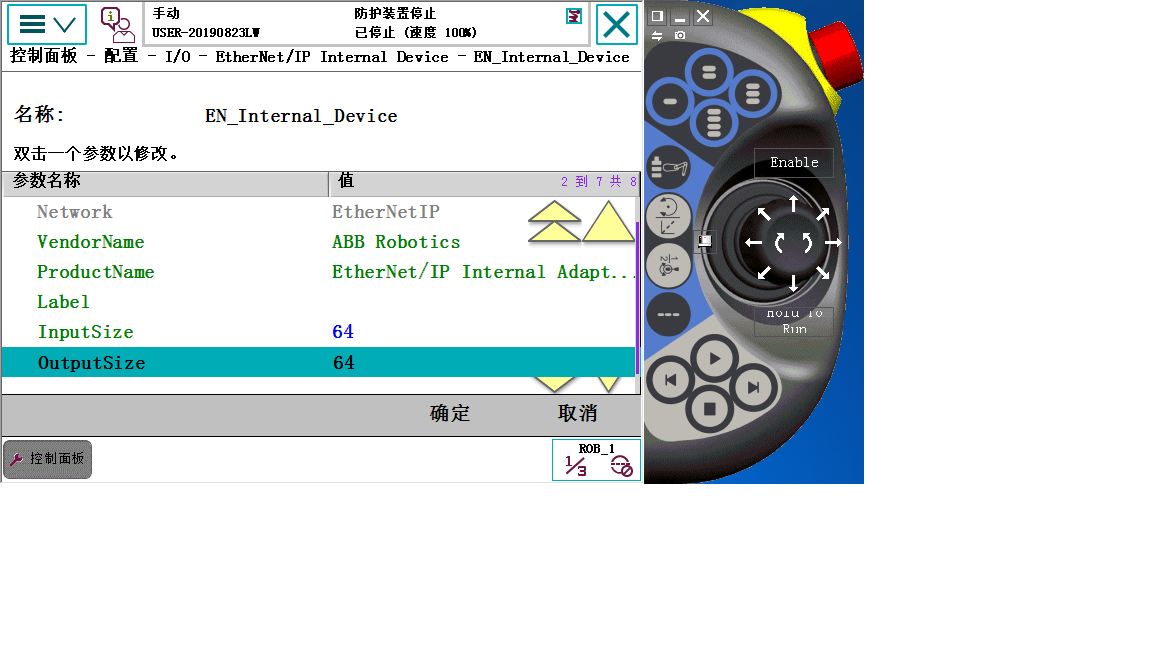 手动
防护装置停止
USER-20190823LW
已停止 (速度 100%)
控制面板 - 配置 - I/O - EtherNet/IP Internal Device - EN_Internal_Device
名称:
EN_Internal_Device
双击一个参数以修改。
参数名称
值
2 到 7 共 8
Network
EtherNetIP
VendorName
ABB Robotics
ProductName
EtherNet/IP Internal Adapt...
Label
InputSize
64
OutputSize
64
确定
取消
控制面板
ROB_1
1/3
Enable
Hold To
Run